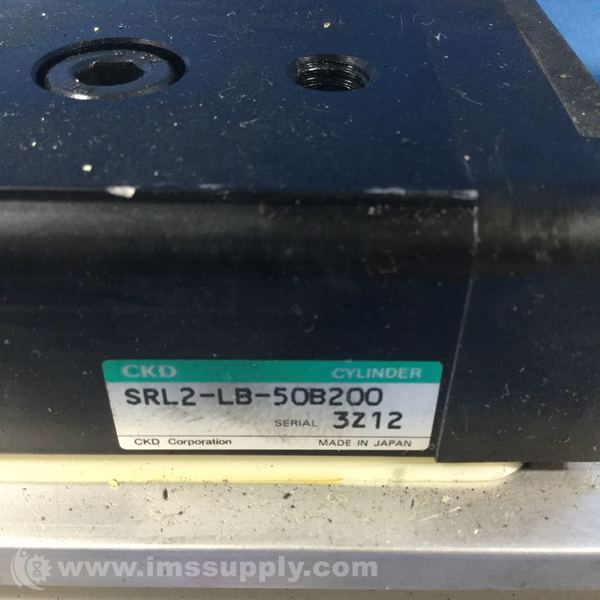 CKD CYLINDER
SRL2-LB-50B200
SERIAL 3Z12
CKD Corporation MADE IN JAPAN
www.imssupply.com